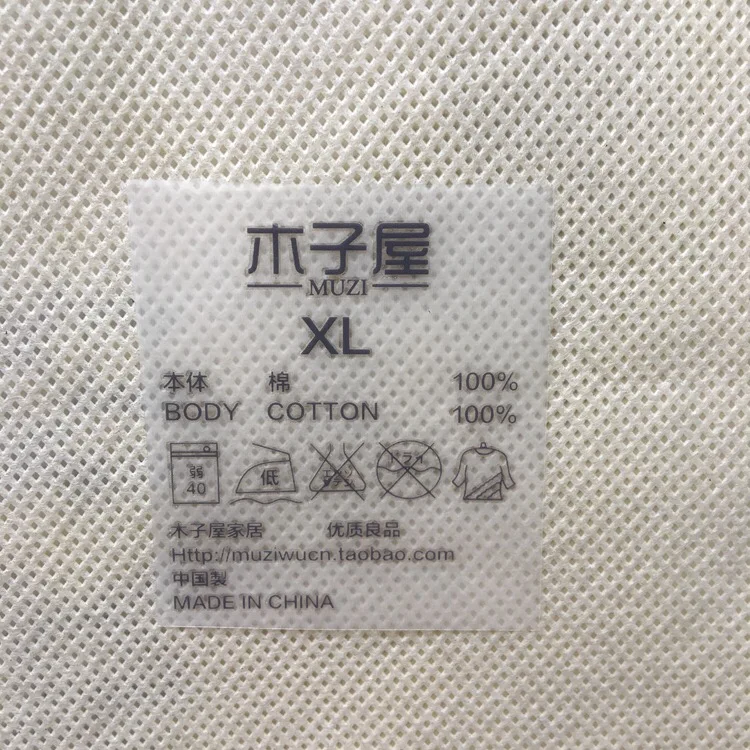 木子屋
MUZI
XL
本体 棉 100%
BODY COTTON 100%
弱 40 低
木子屋家居 优质良品
Http://muziwucn.taobao.com
中国製
MADE IN CHINA